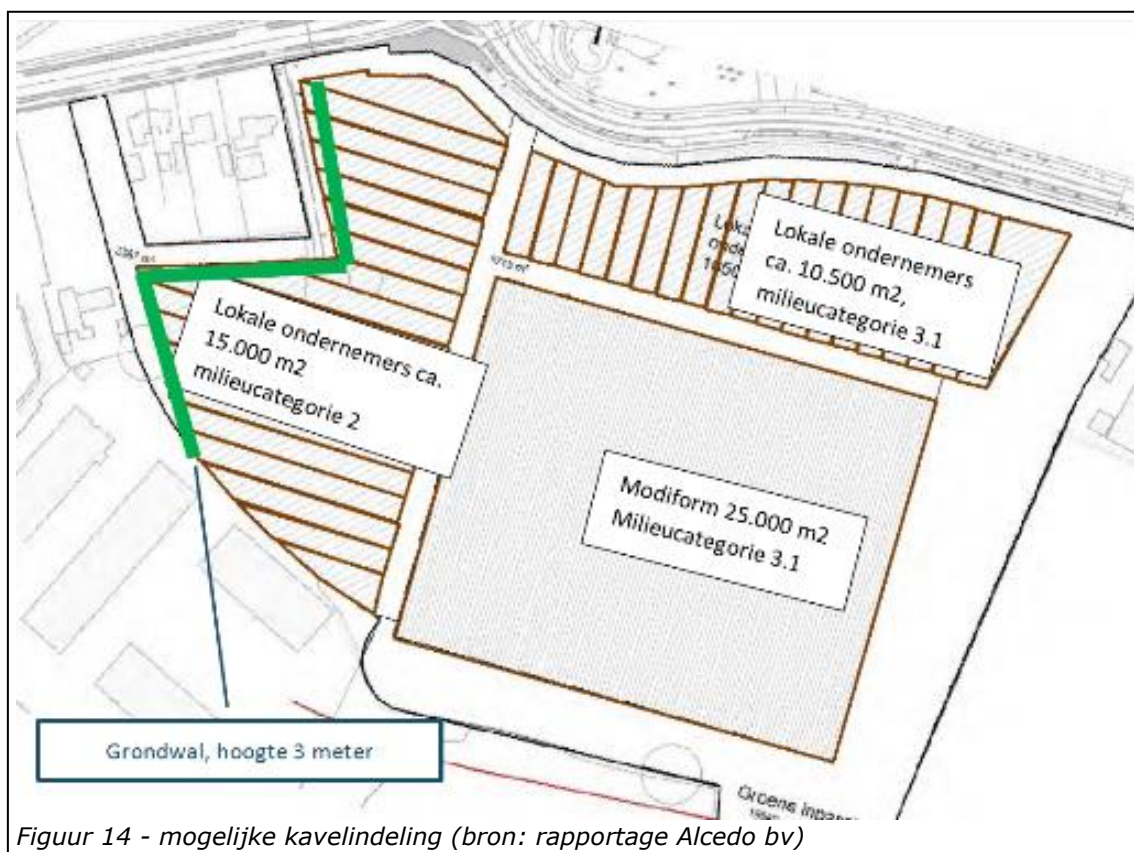 Lokale ondernemers
ca. 10.500 m2,
milieucategorie 3.1
Lokale ondernemers ca.
15.000 m2
milieucategorie 2
Modiform 25.000 m2
Milieucategorie 3.1
Grondwal, hoogte 3 meter
Groene
Figuur 14 - mogelijke kavelindeling (bron: rapportage Alcedo bv)